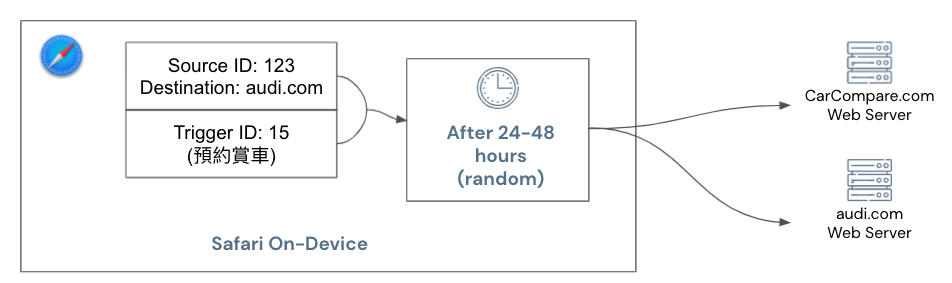 Source ID: 123
Destination: audi.com
Trigger ID: 15
(預約賞車)
After 24-48
hours
(random)
Safari On-Device
CarCompare.com
Web Server
audi.com
Web Server